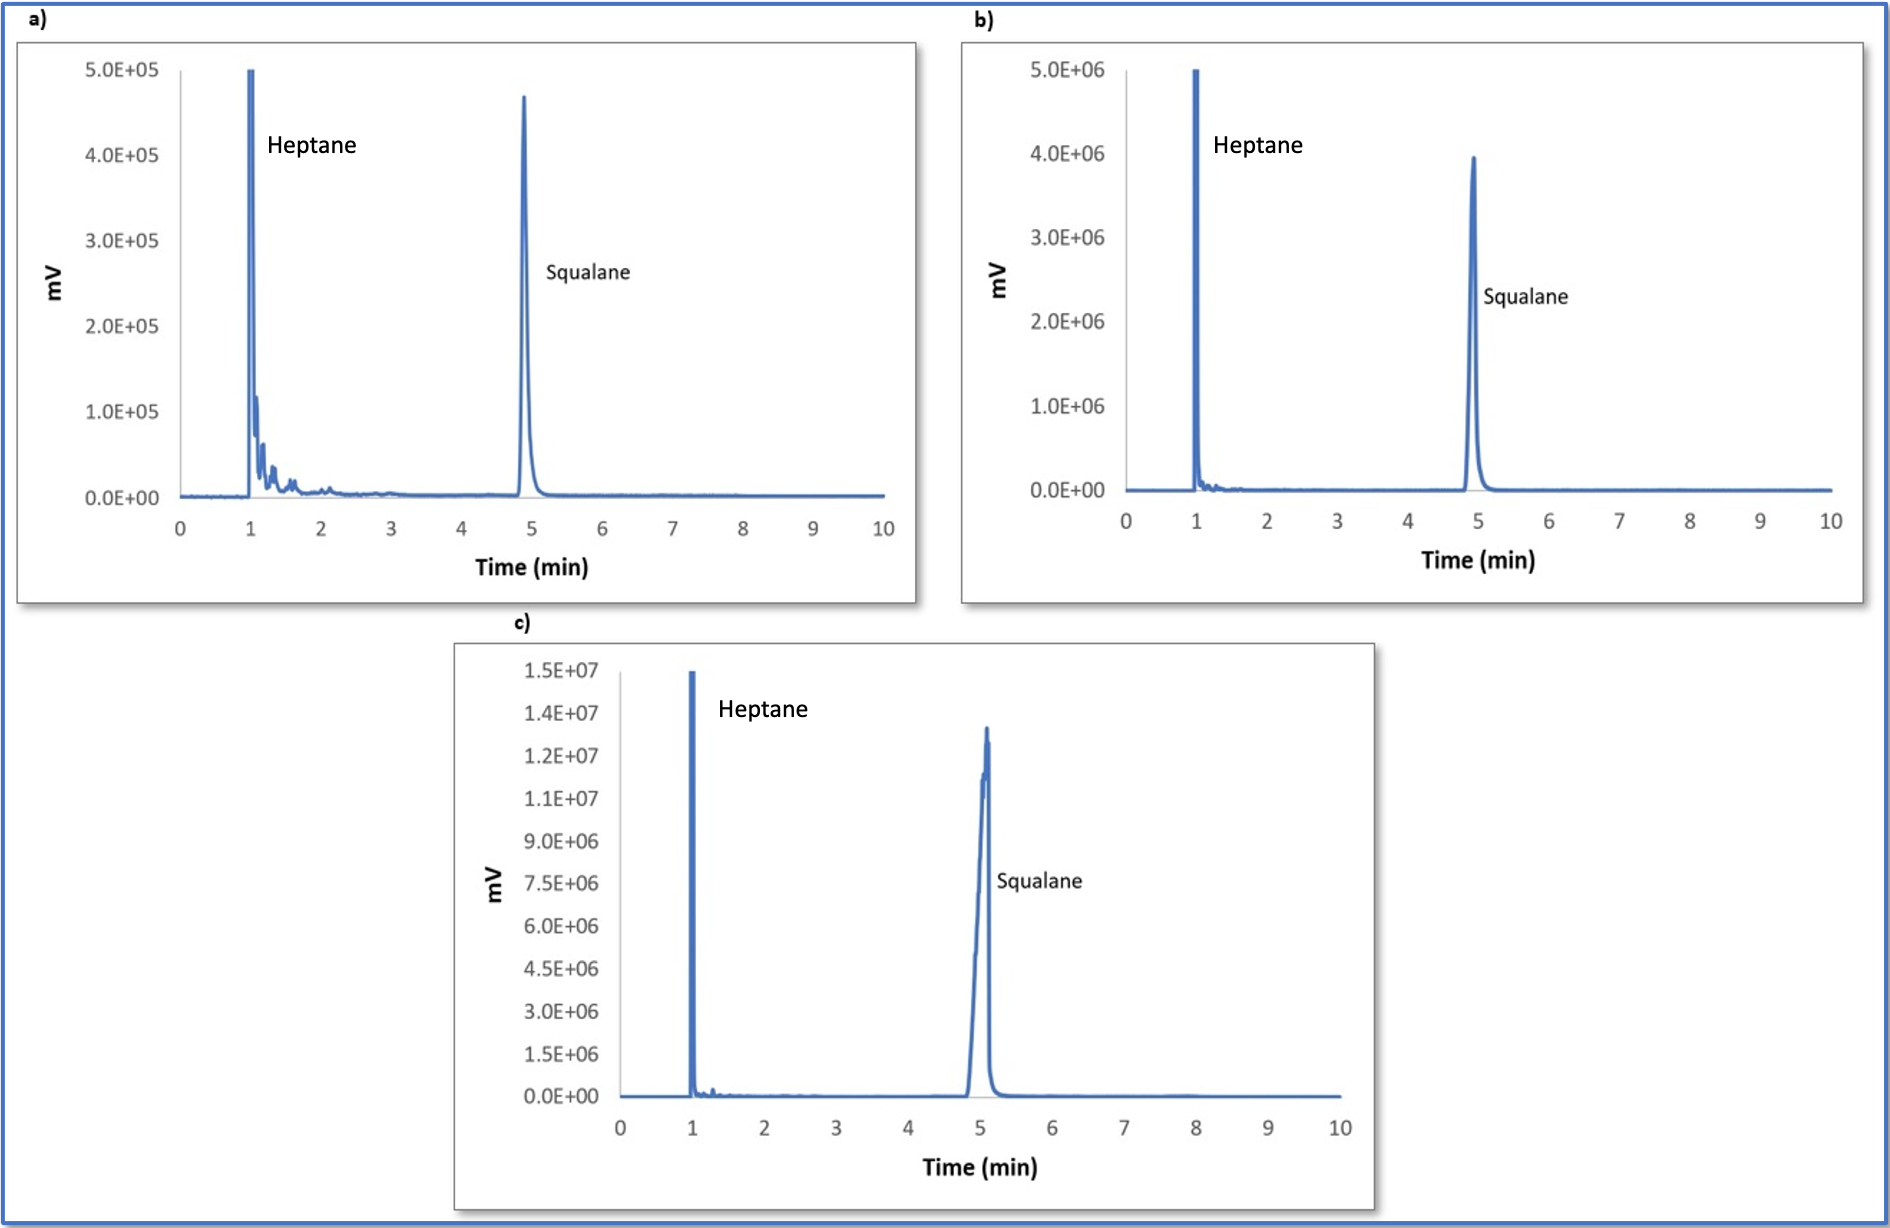 a)
5.0E+05
4.0E+05
3.0E+05
2.0E+05
1.0E+05
0.0E+00
mV
Heptane
Squalane
0 1 2 3 4 5 6 7 8 9 10
Time (min)
b)
5.0E+06
4.0E+06
3.0E+06
2.0E+06
1.0E+06
0.0E+00
mV
Heptane
Squalane
0 1 2 3 4 5 6 7 8 9 10
Time (min)
c)
1.5E+07
1.4E+07
1.2E+07
1.1E+07
9.0E+06
7.5E+06
6.0E+06
4.5E+06
3.0E+06
1.5E+06
0.0E+00
mV
Heptane
Squalane
0 1 2 3 4 5 6 7 8 9 10
Time (min)